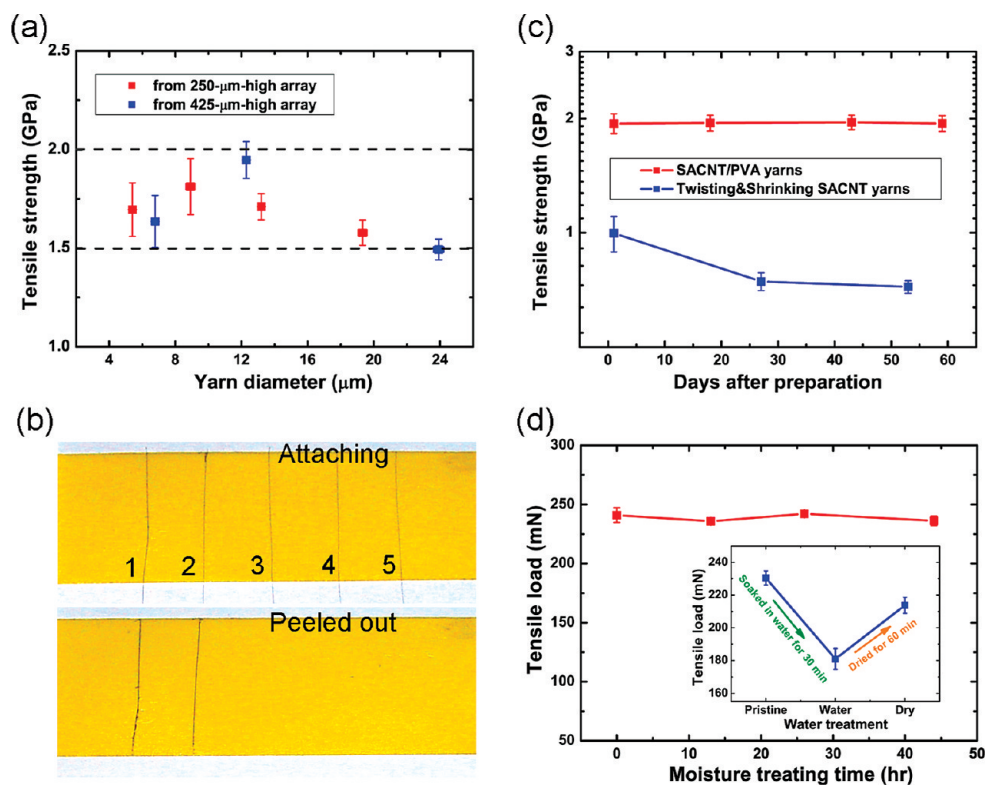 (a)
Tensile strength (GPa)
2.5
2.0
1.5
1.0
from 250-μm-high array
from 425-μm-high array
4
8
12
16
20
24
Yarn diameter (μm)
(c)
Tensile strength (GPa)
3
2
1
SACNT/PVA yarns
Twisting&Shrinking SACNT yarns
0
10
20
30
40
50
60
Days after preparation
(b)
Attaching
1
2
3
4
5
Peeled out
(d)
Tensile load (mN)
300
250
200
150
100
50
0
10
20
30
40
50
Moisture treating time (hr)
Tensile load (mN)
240
220
200
180
160
Soaked in water for 30 min
Dried for 60 min
Pristine
Water
Dry
Water treatment